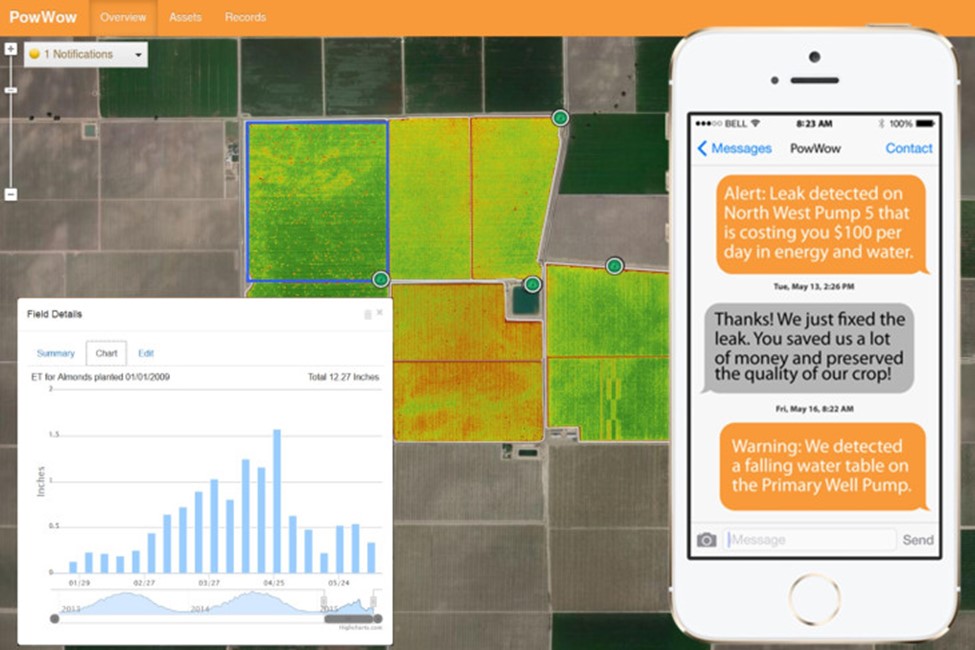 PowWow Overview Assets Records
1 Notifications
Field Details
Summary Chart Edit
ET for Almonds planted 01/01/2009 Total 12.27 Inches
2
1.5
1
0.5
0
Inches
01/29 02/27 03/27 04/25 05/24
2013 2014 2015
Highcharts.com
BELL 8:23 AM 100%
Messages PowWow Contact
Alert: Leak detected on
North West Pump 5 that
is costing you $100 per
day in energy and water.
Tue, May 13, 2:26 PM
Thanks! We just fixed the
leak. You saved us a lot
of money and preserved
the quality of our crop!
Fri, May 16, 8:22 AM
Warning: We detected
a falling water table on
the Primary Well Pump.
Message Send